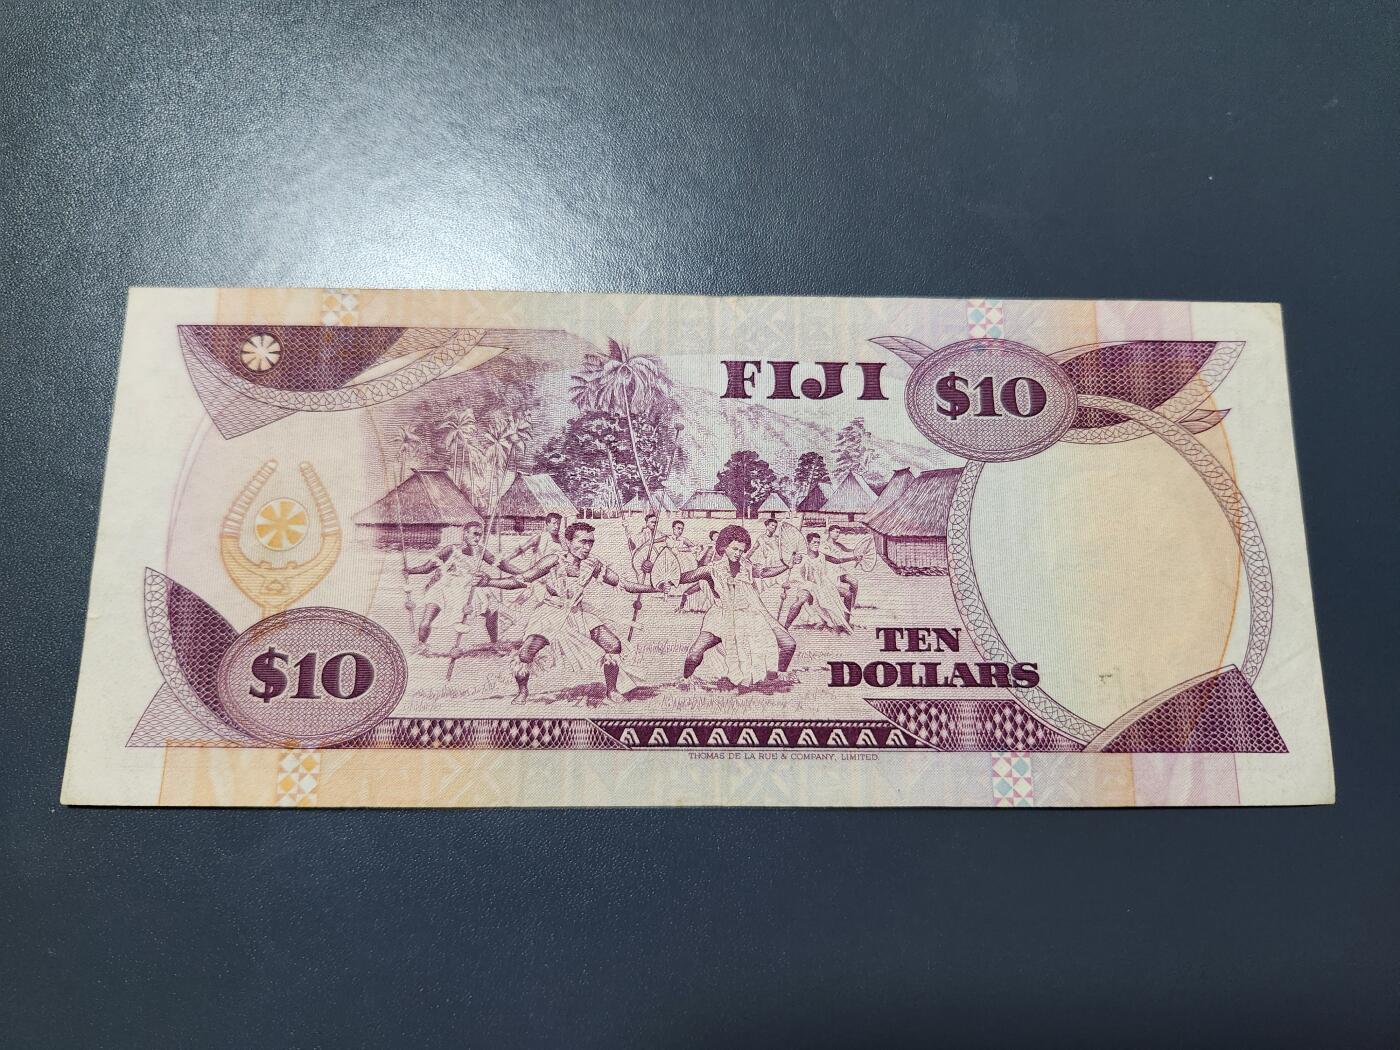 FIJI
$10
$10
TEN
DOLLARS
THOMAS DE LA RUE & COMPANY, LIMITED.